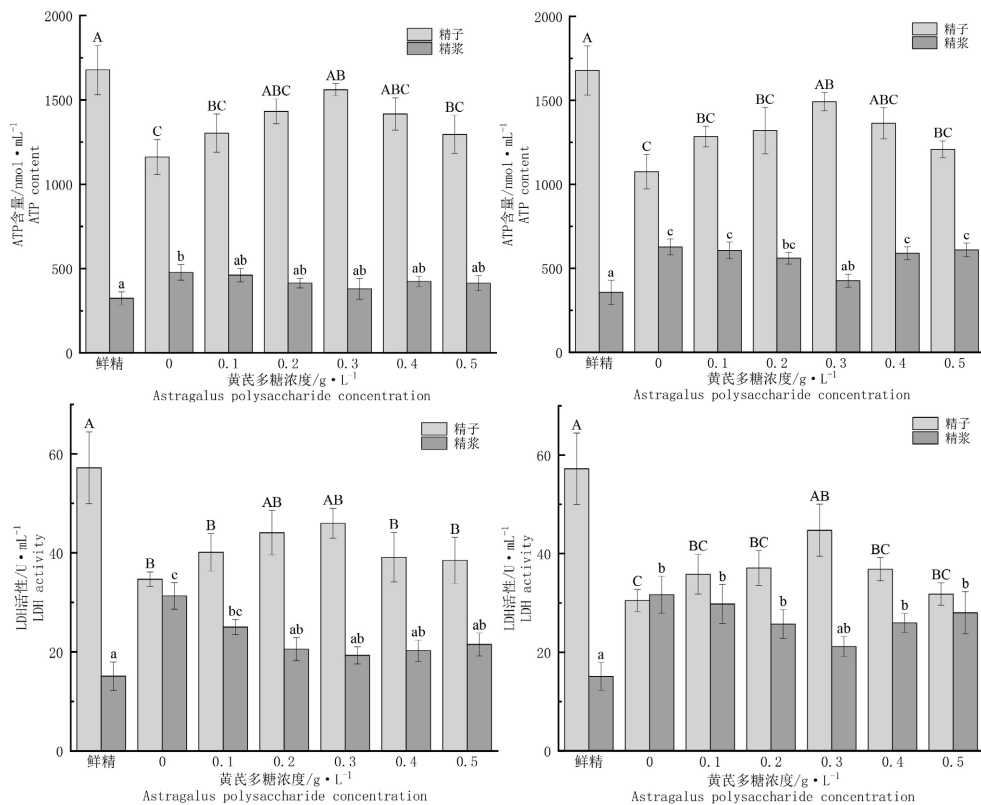 2000
1500
1000
500
0
ATP含量/nmol·mL⁻¹
ATP content
精子
精浆
A
C
BC
ABC
AB
ABC
BC
a
b
ab
ab
ab
ab
ab
鲜精 0 0.1 0.2 0.3 0.4 0.5
黄芪多糖浓度/g·L⁻¹
Astragalus polysaccharide concentration
2000
1500
1000
500
0
ATP含量/nmol·mL⁻¹
ATP content
精子
精浆
A
C
BC
BC
AB
ABC
BC
a
c
c
bc
ab
c
c
鲜精 0 0.1 0.2 0.3 0.4 0.5
黄芪多糖浓度/g·L⁻¹
Astragalus polysaccharide concentration
60
40
20
0
LDH活性/U·mL⁻¹
LDH activity
精子
精浆
A
B
B
AB
AB
B
B
a
c
bc
ab
ab
ab
ab
鲜精 0 0.1 0.2 0.3 0.4 0.5
黄芪多糖浓度/g·L⁻¹
Astragalus polysaccharide concentration
60
40
20
0
LDH活性/U·mL⁻¹
LDH activity
精子
精浆
A
C
BC
BC
AB
BC
BC
a
b
b
b
ab
b
b
鲜精 0 0.1 0.2 0.3 0.4 0.5
黄芪多糖浓度/g·L⁻¹
Astragalus polysaccharide concentration